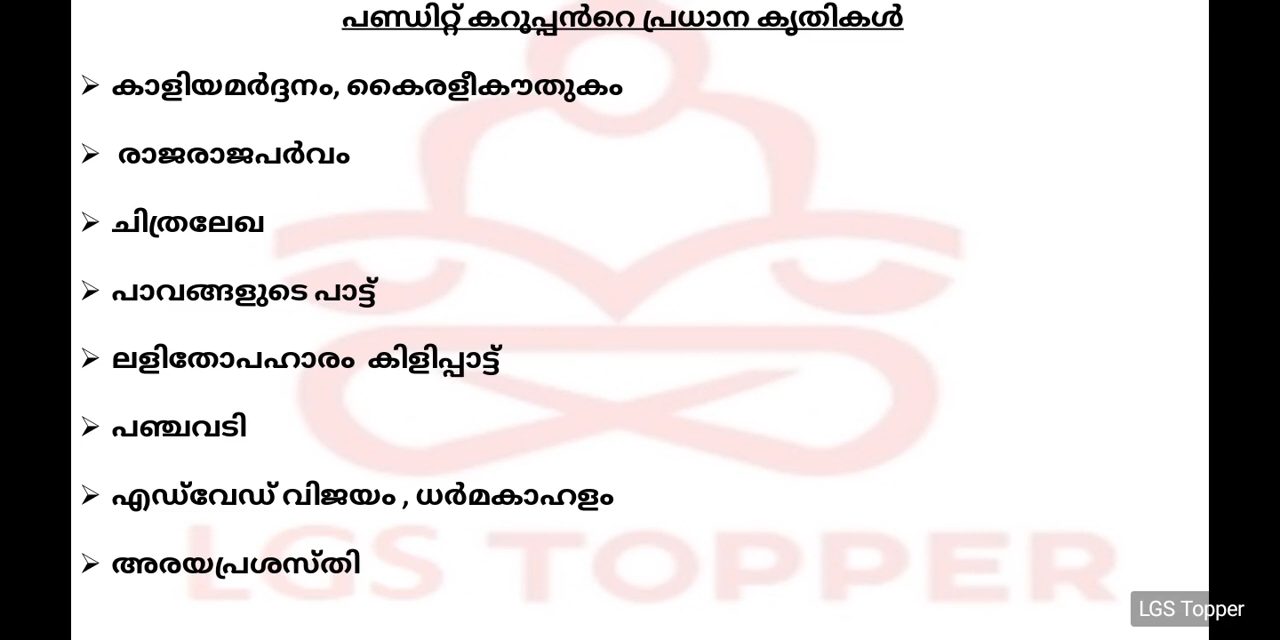 പണ്ഡിറ്റ് കറുപ്പൻറെ പ്രധാന കൃതികൾ
➢ കാളിയമർദ്ദനം, കൈരളീകൗതുകം
➢ രാജരാജപർവം
➢ ചിത്രലേഖ
➢ പാവങ്ങളുടെ പാട്ട്
➢ ലളിതോപഹാരം കിളിപ്പാട്ട്
➢ പഞ്ചവടി
➢ എഡ്വേഡ് വിജയം , ധർമകാഹളം
➢ അരയപ്രശസ്തി
LGS TOPPER
LGS Topper